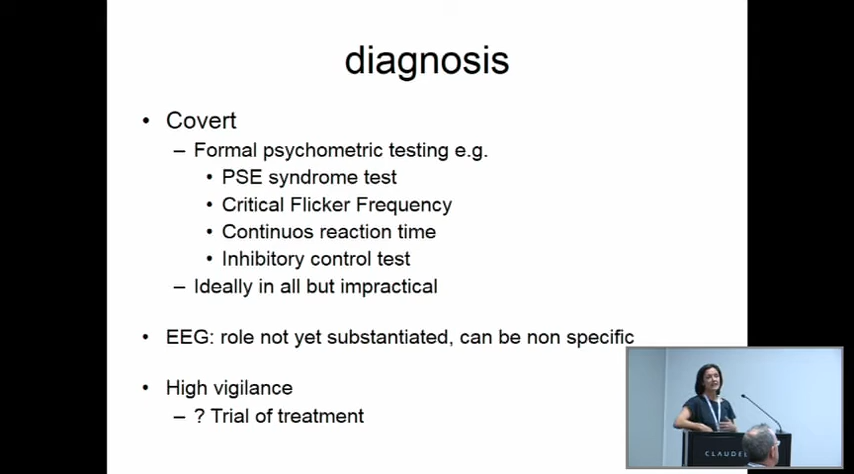 diagnosis
• Covert
– Formal psychometric testing e.g.
• PSE syndrome test
• Critical Flicker Frequency
• Continuos reaction time
• Inhibitory control test
– Ideally in all but impractical
• EEG: role not yet substantiated, can be non specific
• High vigilance
– ? Trial of treatment
CLAUDEL